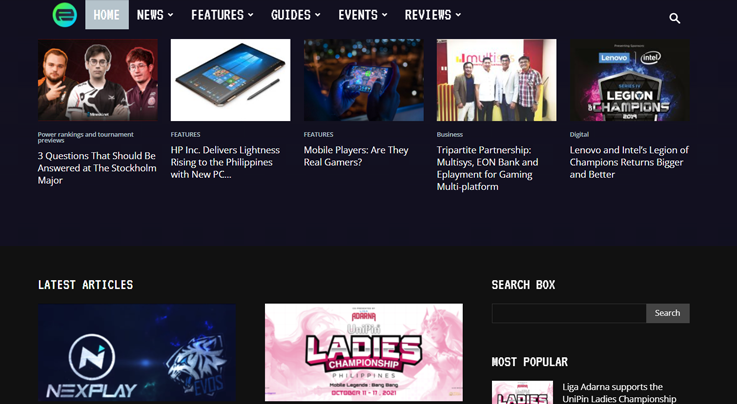 HOME
NEWS
FEATURES
GUIDES
EVENTS
REVIEWS
multi
Presenting Sponsors
Lenovo
intel
LEGION
of CHAMPIONS
2019
Power rankings and tournament
previews
FEATURES
FEATURES
Business
Digital
3 Questions That Should Be
Answered at The Stockholm
Major
HP Inc. Delivers Lightness
Rising to the Philippines
with New PC...
Mobile Players: Are They
Real Gamers?
Tripartite Partnership:
Multisys, EON Bank and
Eplayment for Gaming
Multi-platform
Lenovo and Intel's Legion of
Champions Returns Bigger
and Better
LATEST ARTICLES
SEARCH BOX
Search
NEXPLAY
EVOS
ADARNA
UniPin
LADIES
CHAMPIONSHIP
PHILIPPINES
Mobile Legends: Bang Bang
OCTOBER 11 - 11, 2021
MOST POPULAR
LADIES
Liga Adarna supports the
UniPin Ladies Championship